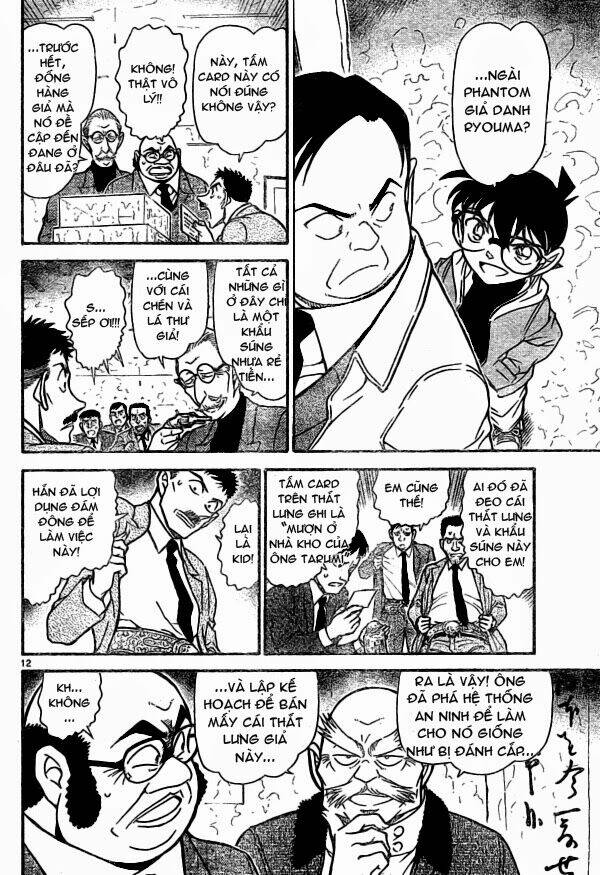 ...NGÀI
PHANTOM
GIẢ DANH
RYOUMA?
NÀY, TẤM
CARD NÀY CÓ
NÓI ĐÚNG
KHÔNG VẬY?
KHÔNG!
THẬT VÔ
LÝ!!
...TRƯỚC
HẾT,
ĐỐNG
HÀNG
GIẢ MÀ
NÓ ĐỀ
CẬP ĐẾN
ĐANG Ở
ĐÂU ĐÃ?
TẤT CẢ
NHỮNG GÌ
Ở ĐÂY CHỈ
LÀ MỘT
KHẨU
SÚNG
NHỰA RẺ
TIỀN...
...CÙNG
VỚI CÁI
CHÉN VÀ
LÁ THƯ
GIẢ!
S...
SẾP ƠI!!!
AI ĐÓ ĐÃ
ĐEO CÁI
THẮT LƯNG
VÀ KHẨU
SÚNG NÀY
CHO EM!
EM CŨNG
THẾ!
TẤM CARD
TRÊN THẮT
LƯNG GHI LÀ
"MƯỢN Ở
NHÀ KHO CỦA
ÔNG TARUMI"
LẠI
LÀ
KID!
HẮN ĐÃ LỢI
DỤNG ĐÁM
ĐÔNG ĐỂ
LÀM VIỆC
NÀY!
12
RA LÀ VẬY! ÔNG
ĐÃ PHÁ HỆ THỐNG
AN NINH ĐỂ LÀM
CHO NÓ GIỐNG
NHƯ BỊ ĐÁNH CẮP...
...VÀ LẬP KẾ
HOẠCH ĐỂ BÁN
MẤY CÁI THẮT
LƯNG GIẢ
NÀY...
KH...
KHÔNG
...